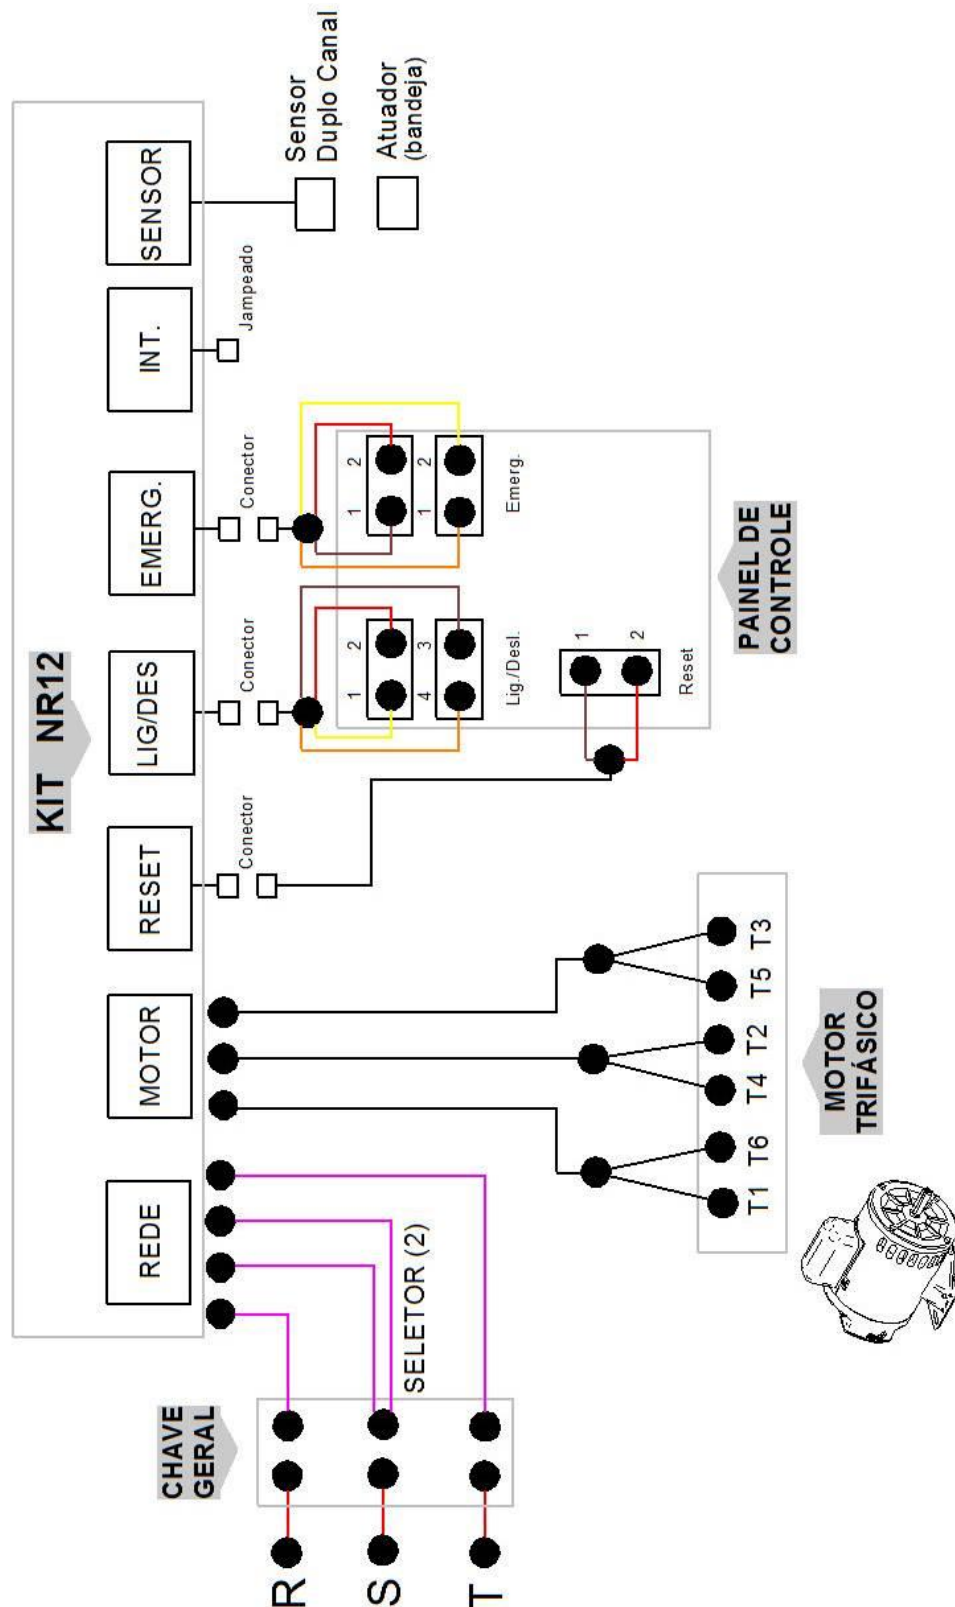 KIT NR12
REDE
MOTOR
RESET
LIG/DES
EMERG.
INT.
SENSOR
Conector
Conector
Conector
Jampeado
Sensor
Duplo Canal
Atuador
(bandeja)
CHAVE
GERAL
R
S
T
SELETOR (2)
1 2
4 3
Lig./Desl.
1 2
1 2
Emerg.
1
2
Reset
PAINEL DE
CONTROLE
T1 T6 T4 T2 T5 T3
MOTOR
TRIFÁSICO